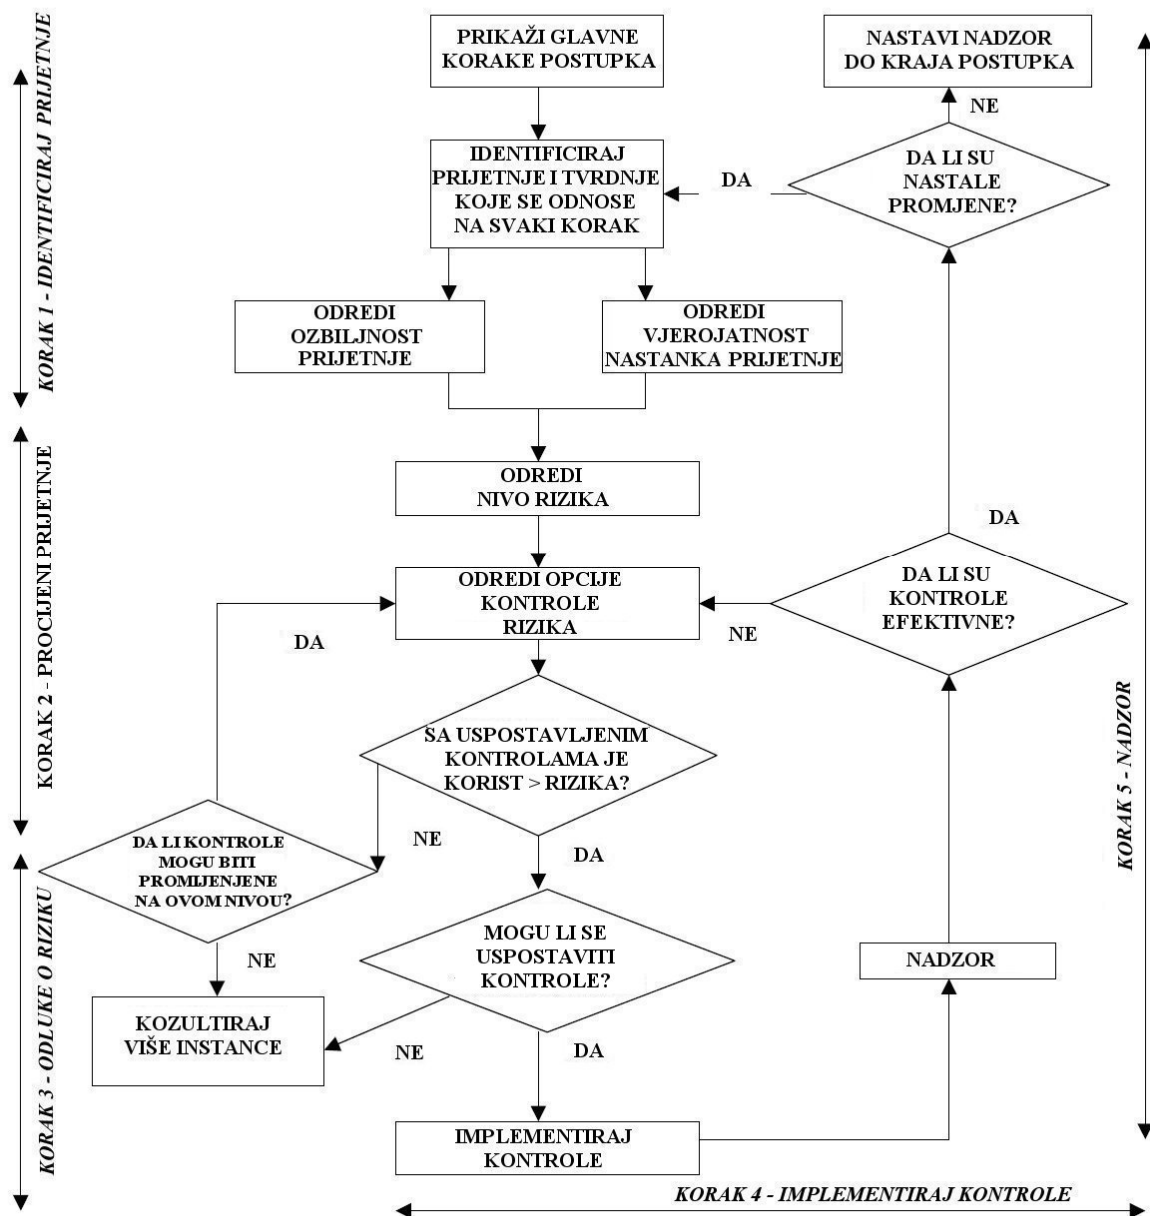 PRIKAŽI GLAVNE
KORAKE POSTUPKA
NASTAVI NADZOR
DO KRAJA POSTUPKA
NE
IDENTIFICIRAJ
PRIJETNJE I TVRDNJE
KOJE SE ODNOSE
NA SVAKI KORAK
DA
DA LI SU
NASTALE
PROMJENE?
KORAK 1 - IDENTIFICIRAJ PRIJETNJE
ODREDI
OZBILJNOST
PRIJETNJE
ODREDI
VJEROJATNOST
NASTANKA PRIJETNJE
ODREDI
NIVO RIZIKA
DA
KORAK 2 - PROCIJENI PRIJETNJE
ODREDI OPCIJE
KONTROLE
RIZIKA
DA
NE
DA LI SU
KONTROLE
EFEKTIVNE?
SA USPOSTAVLJENIM
KONTROLAMA JE
KORIST > RIZIKA?
KORAK 5 - NADZOR
DA LI KONTROLE
MOGU BITI
PROMIJENJENE
NA OVOM NIVOU?
NE
DA
MOGU LI SE
USPOSTAVITI
KONTROLE?
NADZOR
NE
KOZULTIRAJ
VIŠE INSTANCE
NE
DA
KORAK 3 - ODLUKE O RIZIKU
IMPLEMENTIRAJ
KONTROLE
KORAK 4 - IMPLEMENTIRAJ KONTROLE